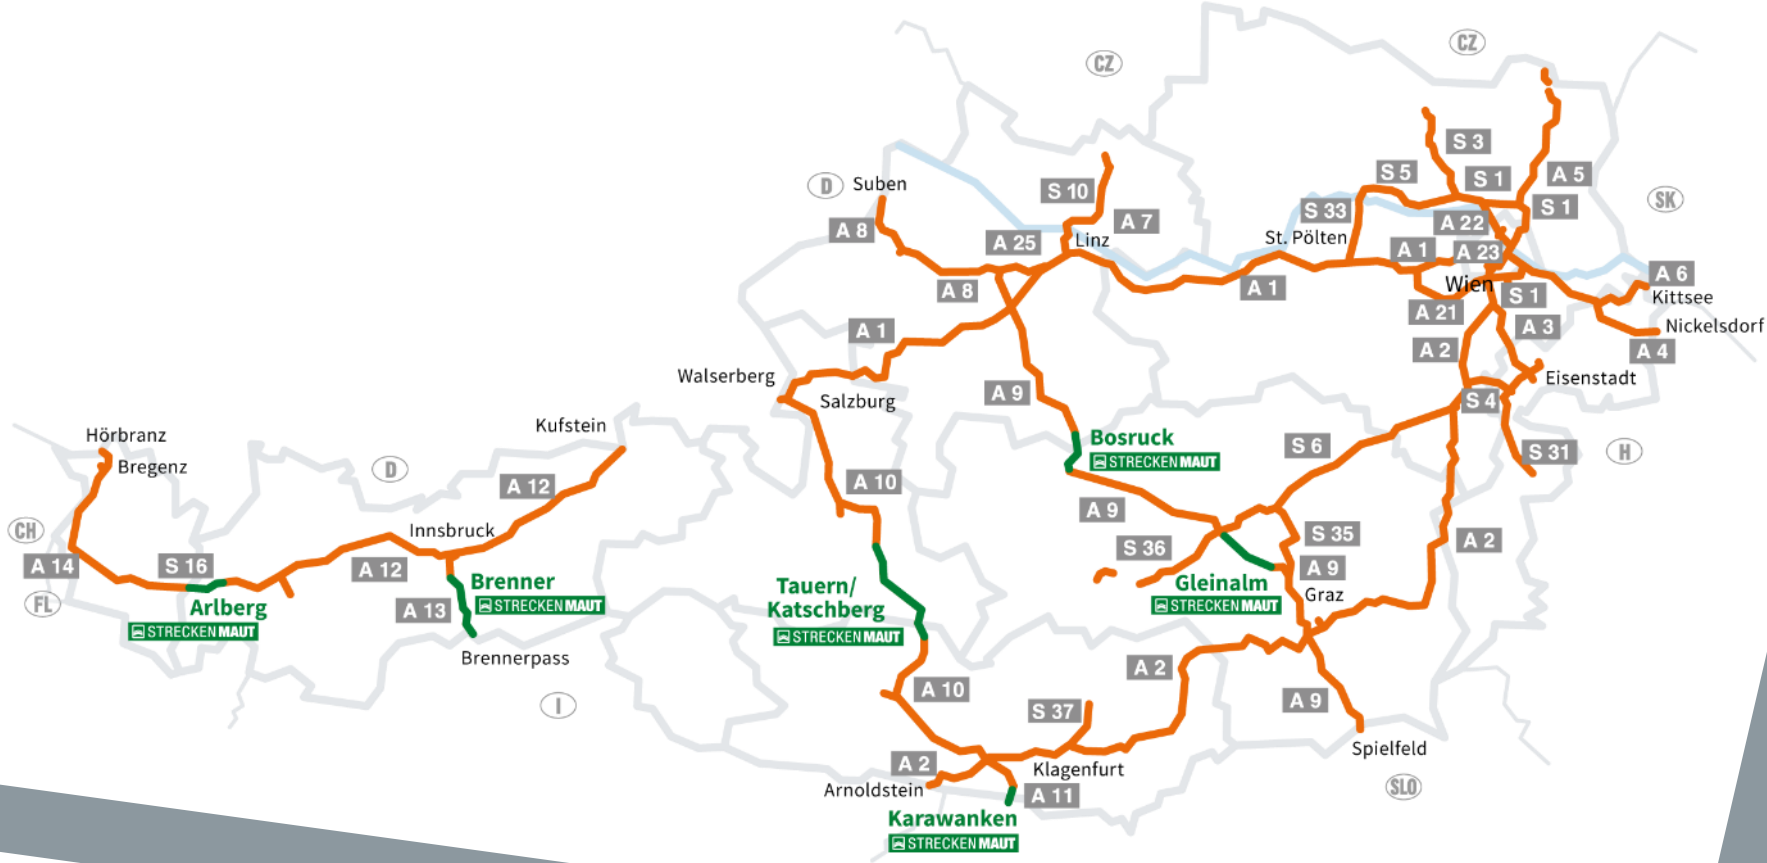 CZ
CZ
S 3
S 5
S 1
A 5
D
Suben
S 10
SK
S 33
S 1
A 8
A 7
A 22
A 25
Linz
St. Pölten
A 1
A 23
A 6
Wien
Kittsee
A 8
A 1
S 1
A 21
A 3
Nickelsdorf
A 1
A 2
A 4
Walserberg
Eisenstadt
A 9
S 4
Salzburg
Kufstein
Hörbranz
Bosruck
STRECKENMAUT
S 6
H
S 31
Bregenz
D
A 12
A 10
A 9
CH
Innsbruck
S 35
A 2
S 36
A 14
S 16
A 12
A 9
Brenner
STRECKENMAUT
Gleinalm
STRECKENMAUT
Tauern/
Katschberg
STRECKENMAUT
Graz
FL
Arlberg
STRECKENMAUT
A 13
Brennerpass
A 2
A 10
I
S 37
A 9
Spielfeld
A 2
Klagenfurt
Arnoldstein
A 11
SLO
Karawanken
STRECKENMAUT